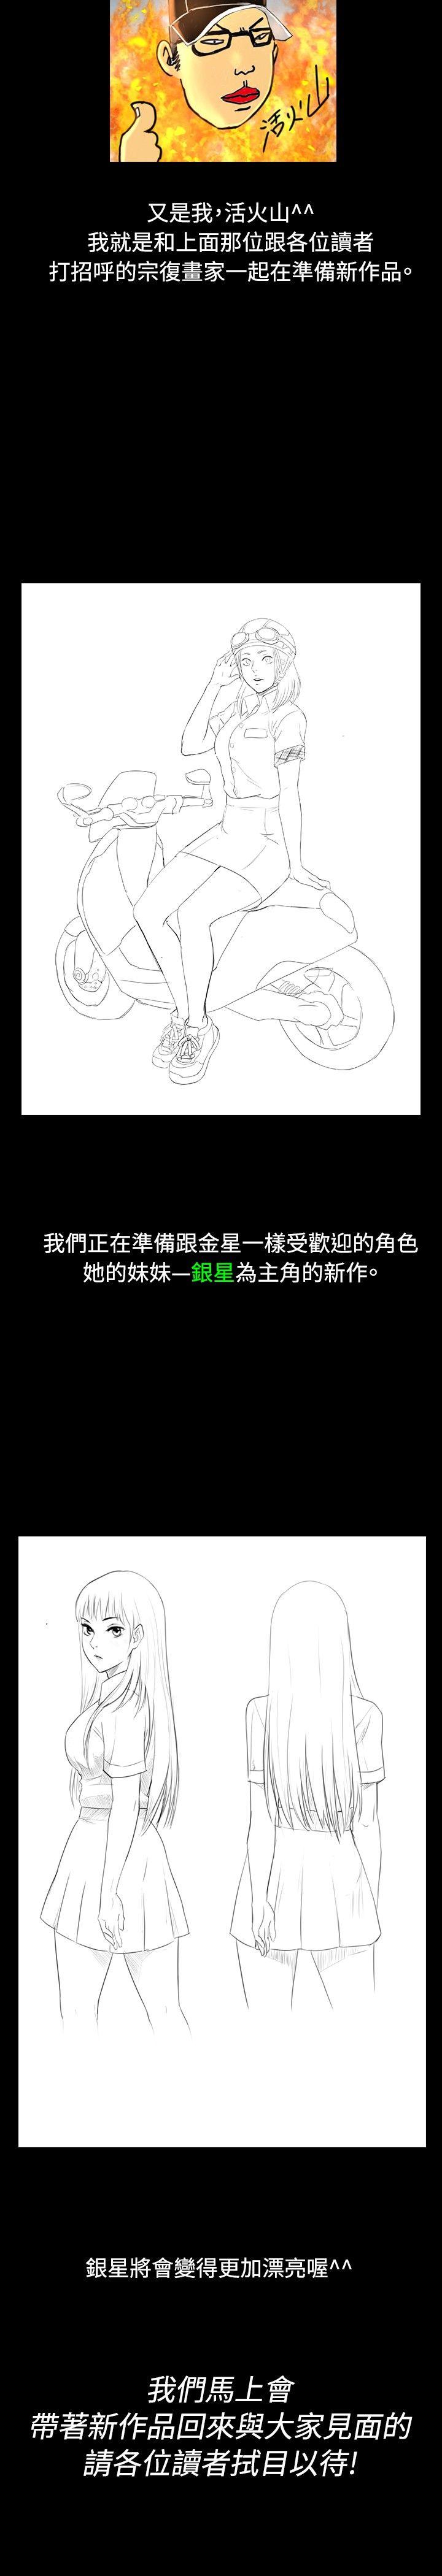 活火山
又是我，活火山^^
我就是和上面那位跟各位讀者
打招呼的宗復畫家一起在準備新作品。
我們正在準備跟金星一樣受歡迎的角色
她的妹妹—銀星為主角的新作。
銀星將會變得更加漂亮喔^^
我們馬上會
帶著新作品回來與大家見面的
請各位讀者拭目以待!